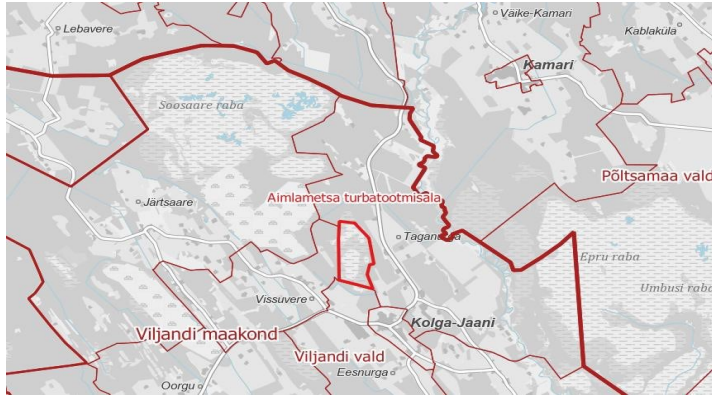 Väike-Kamari
Lebavere
Kablaküla
Kamari
Soosaare raba
Põltsamaa vald
Aimlametsa turbatootmisala
Järtsaare
Epru raba
Umbusi raba
Vissuvere
Kolga-Jaani
Viljandi maakond
Viljandi vald
Eesnurga
Oorgu